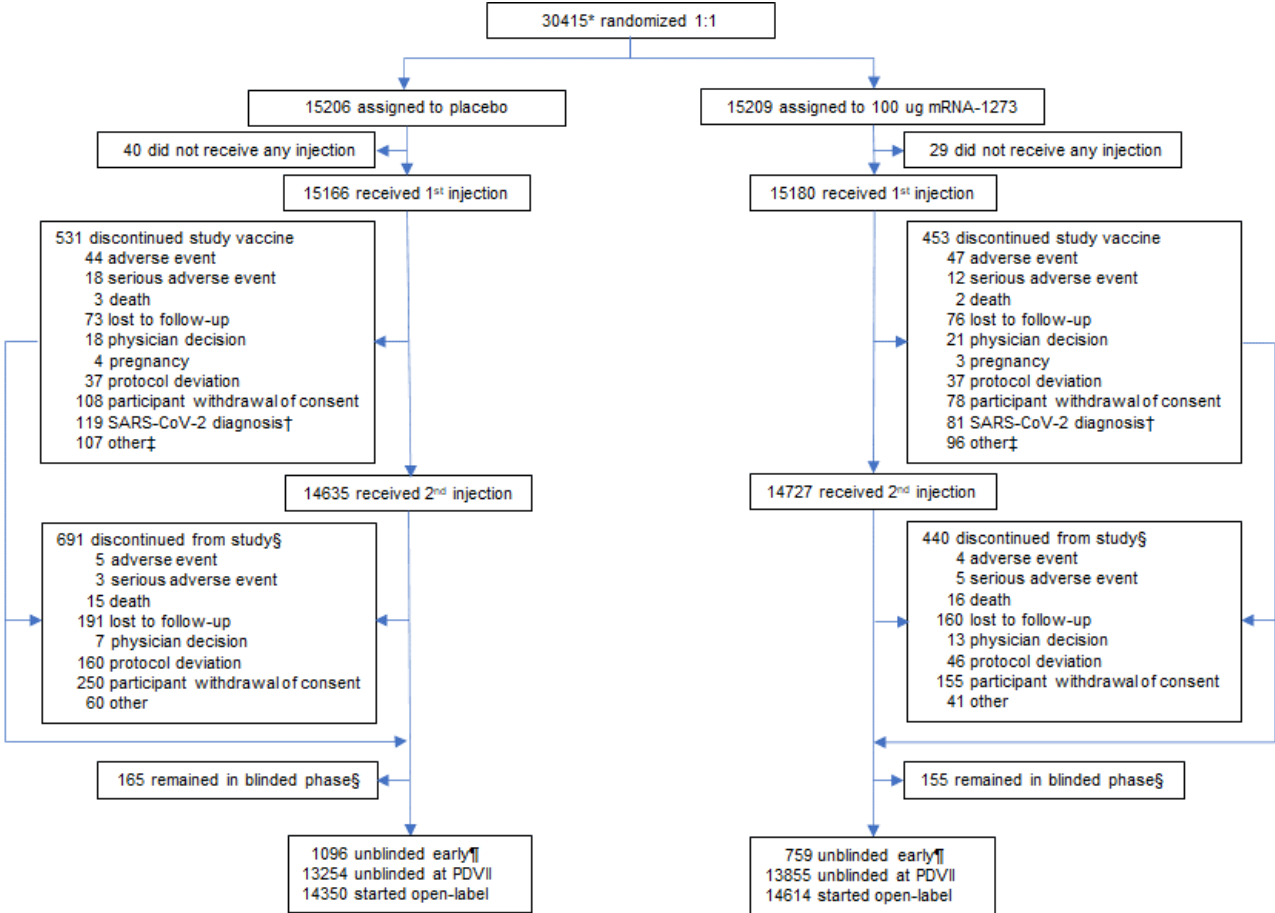 30415* randomized 1:1
15206 assigned to placebo
15209 assigned to 100 ug mRNA-1273
40 did not receive any injection
29 did not receive any injection
15166 received 1st injection
15180 received 1st injection
531 discontinued study vaccine
44 adverse event
18 serious adverse event
3 death
73 lost to follow-up
18 physician decision
4 pregnancy
37 protocol deviation
108 participant withdrawal of consent
119 SARS-CoV-2 diagnosis†
107 other‡
453 discontinued study vaccine
47 adverse event
12 serious adverse event
2 death
76 lost to follow-up
21 physician decision
3 pregnancy
37 protocol deviation
78 participant withdrawal of consent
81 SARS-CoV-2 diagnosis†
96 other‡
14635 received 2nd injection
14727 received 2nd injection
691 discontinued from study§
5 adverse event
3 serious adverse event
15 death
191 lost to follow-up
7 physician decision
160 protocol deviation
250 participant withdrawal of consent
60 other
440 discontinued from study§
4 adverse event
5 serious adverse event
16 death
160 lost to follow-up
13 physician decision
46 protocol deviation
155 participant withdrawal of consent
41 other
165 remained in blinded phase§
155 remained in blinded phase§
1096 unblinded early¶
13254 unblinded at PDVII
14350 started open-label
759 unblinded early¶
13855 unblinded at PDVII
14614 started open-label